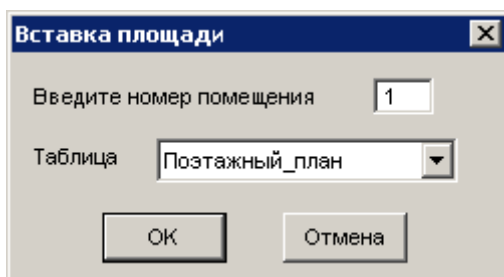 Вставка площади
Введите номер помещения 1
Таблица Поэтажный_план
OK Отмена